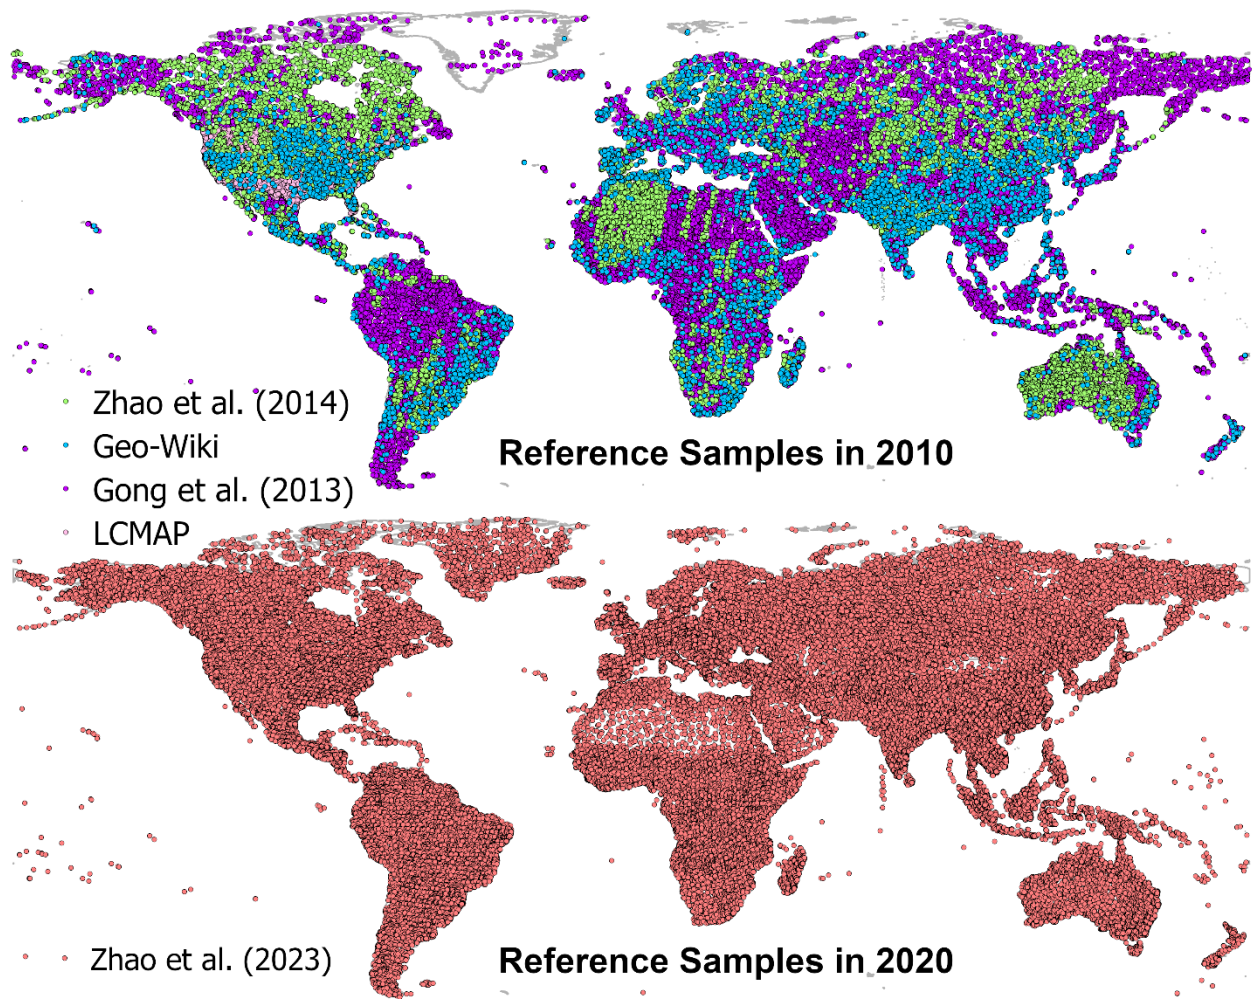 Zhao et al. (2014)
Geo-Wiki
Gong et al. (2013)
LCMAP
Reference Samples in 2010
Zhao et al. (2023)
Reference Samples in 2020